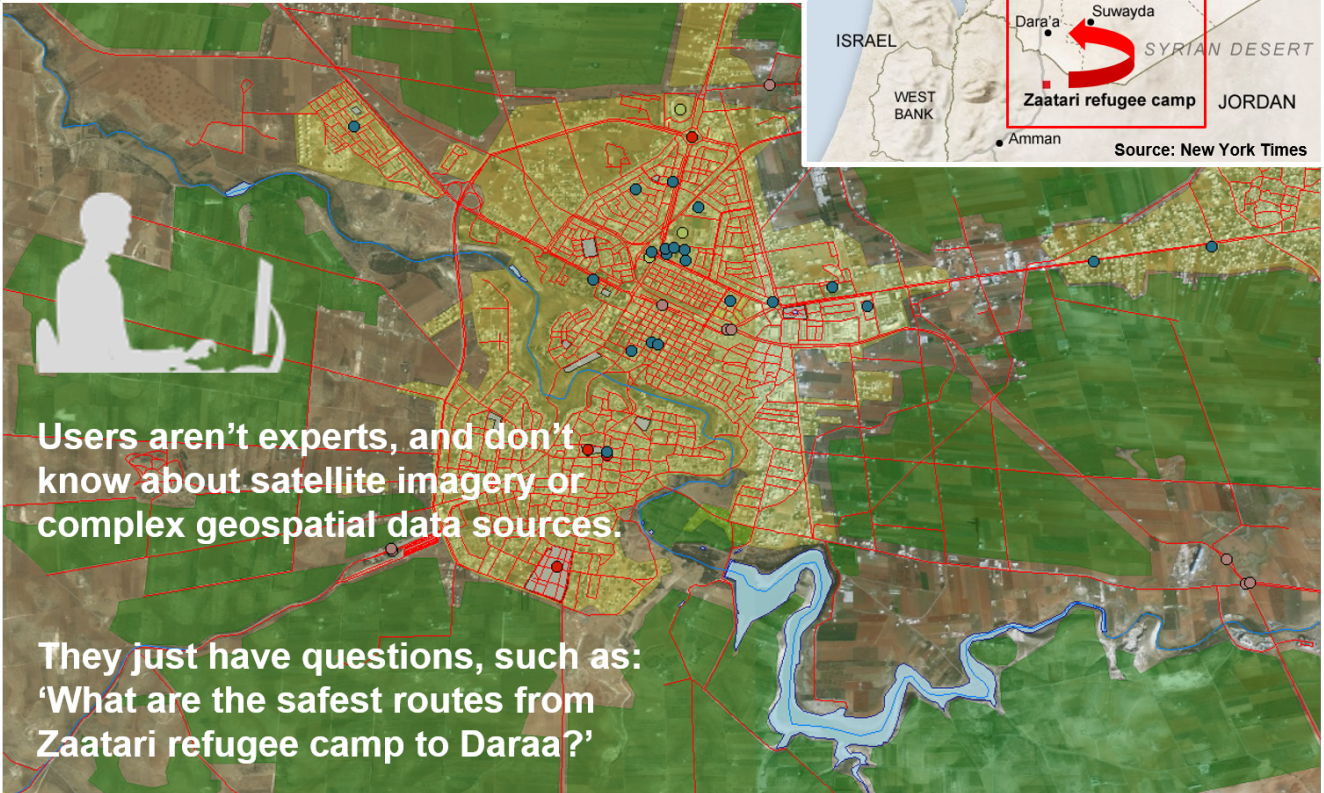 Users aren't experts, and don't
know about satellite imagery or
complex geospatial data sources.
They just have questions, such as:
‘What are the safest routes from
Zaatari refugee camp to Daraa?’
Dara'a
Suwayda
ISRAEL
SYRIAN DESERT
WEST
BANK
Zaatari refugee camp
JORDAN
Amman
Source: New York Times